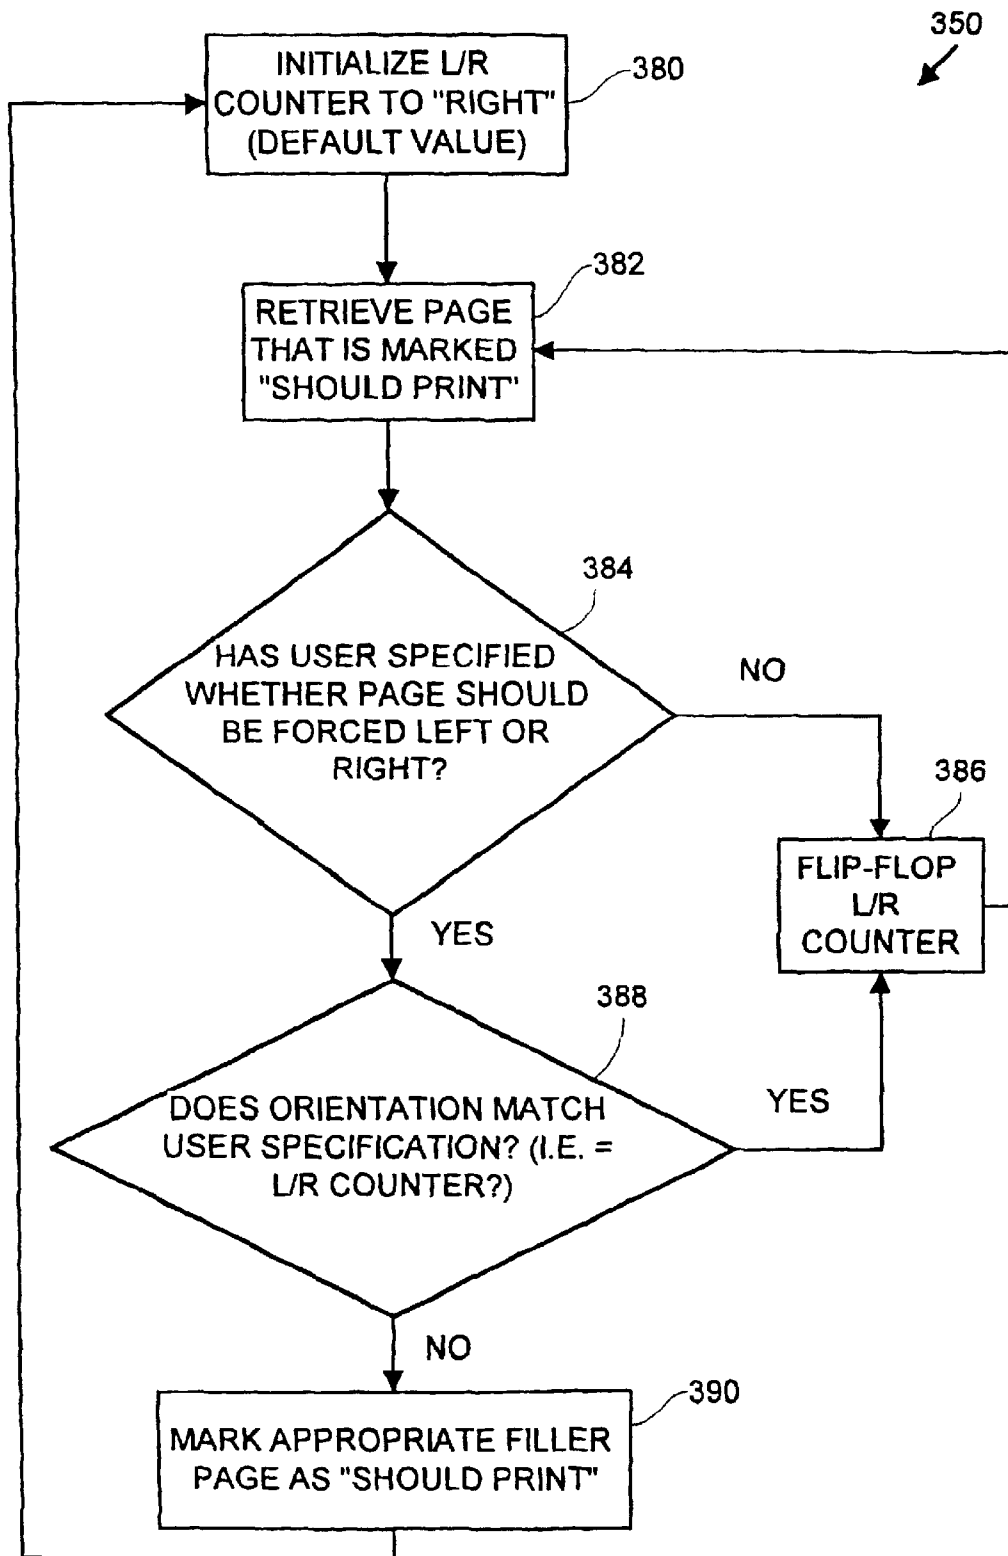 350
INITIALIZE L/R
COUNTER TO "RIGHT"
(DEFAULT VALUE)
380
382
RETRIEVE PAGE
THAT IS MARKED
"SHOULD PRINT"
384
HAS USER SPECIFIED
WHETHER PAGE SHOULD
BE FORCED LEFT OR
RIGHT?
NO
386
FLIP-FLOP
L/R
COUNTER
YES
388
DOES ORIENTATION MATCH
USER SPECIFICATION? (I.E. =
L/R COUNTER?)
YES
NO
390
MARK APPROPRIATE FILLER
PAGE AS "SHOULD PRINT"